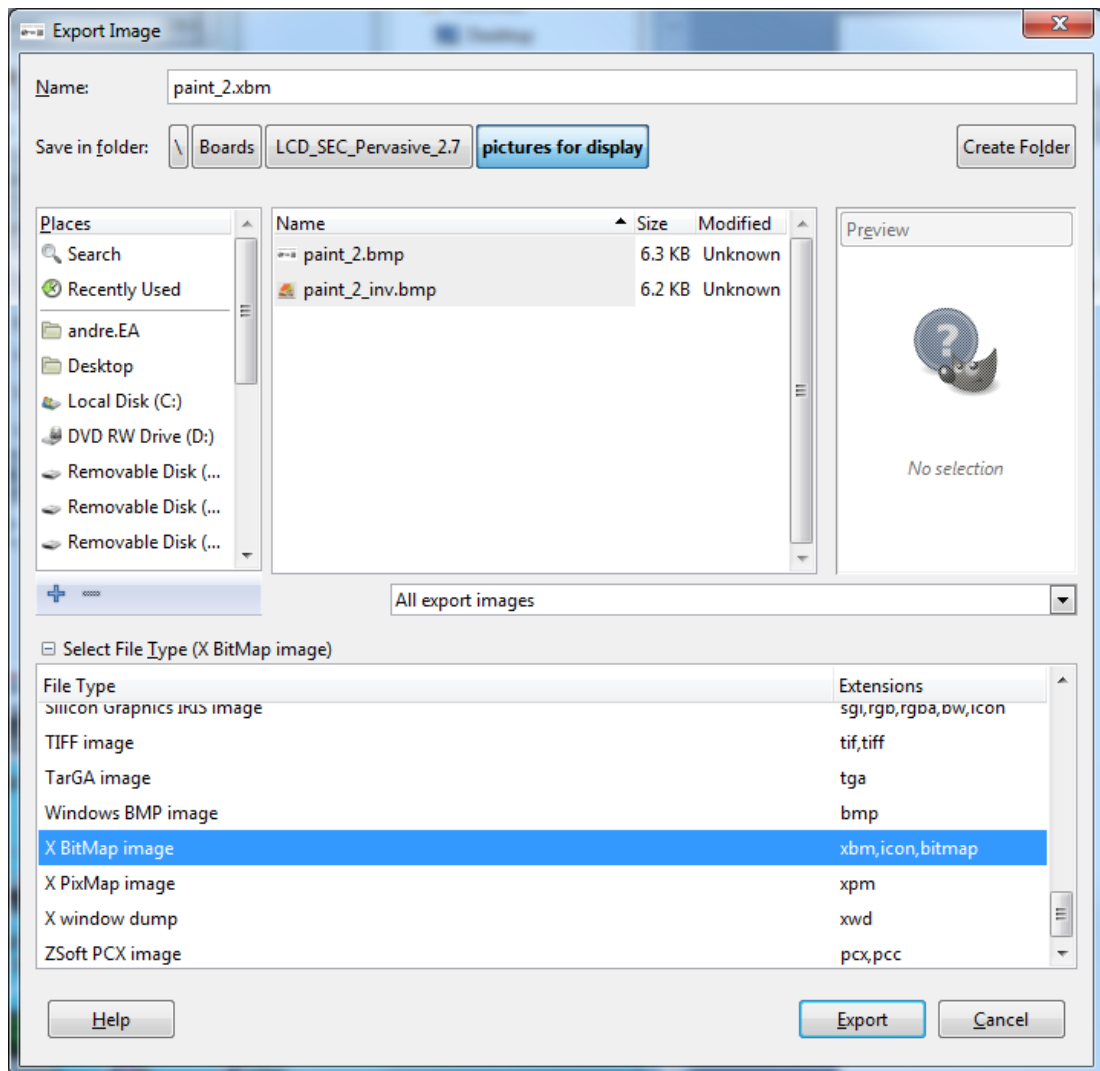 Export Image
Name: paint_2.xbm
Save in folder: \ Boards LCD_SEC_Pervasive_2.7 pictures for display Create Folder
Places
Search
Recently Used
andre.EA
Desktop
Local Disk (C:)
DVD RW Drive (D:)
Removable Disk (...
Removable Disk (...
Removable Disk (...
Name Size Modified
paint_2.bmp 6.3 KB Unknown
paint_2_inv.bmp 6.2 KB Unknown
Preview
No selection
All export images
Select File Type (X BitMap image)
File Type Extensions
Silicon Graphics IRIS image sgi,rgb,rgba,bw,icon
TIFF image tif,tiff
TarGA image tga
Windows BMP image bmp
X BitMap image xbm,icon,bitmap
X PixMap image xpm
X window dump xwd
ZSoft PCX image pcx,pcc
Help Export Cancel